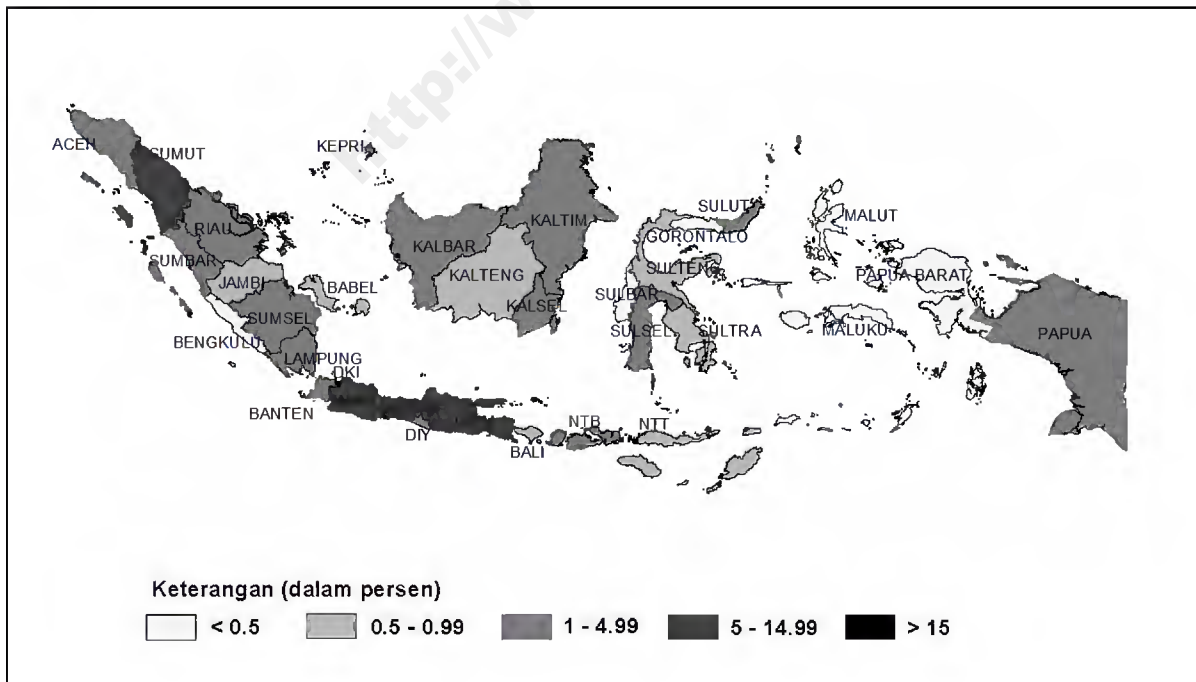 http://w
ACEH
SUMUT
KEPRI
RIAU
SUMBAR
JAMBI
BABEL
SUMSEL
BENGKULU
LAMPUNG
DKI
BANTEN
DIY
BALI
NTB
NTT
KALBAR
KALTENG
KALTIM
KALSEL
SULUT
GORONTALO
SULTENG
SULBAR
SULSEL
SULTRA
MALUT
PAPUA BARAT
MALUKU
PAPUA
Keterangan (dalam persen)
< 0.5 0.5 - 0.99 1 - 4.99 5 - 14.99 > 15